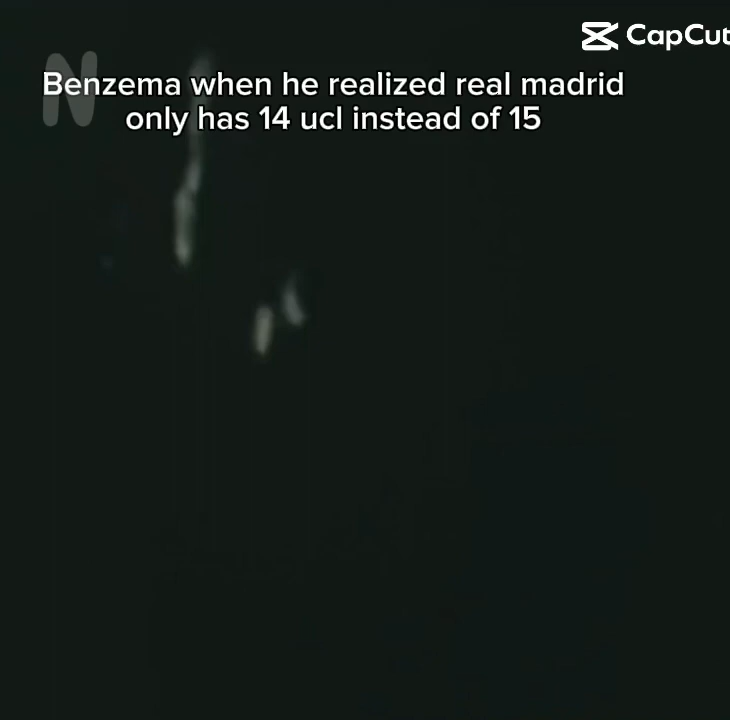 CapCut
N
Benzema when he realized real madrid
only has 14 ucl instead of 15